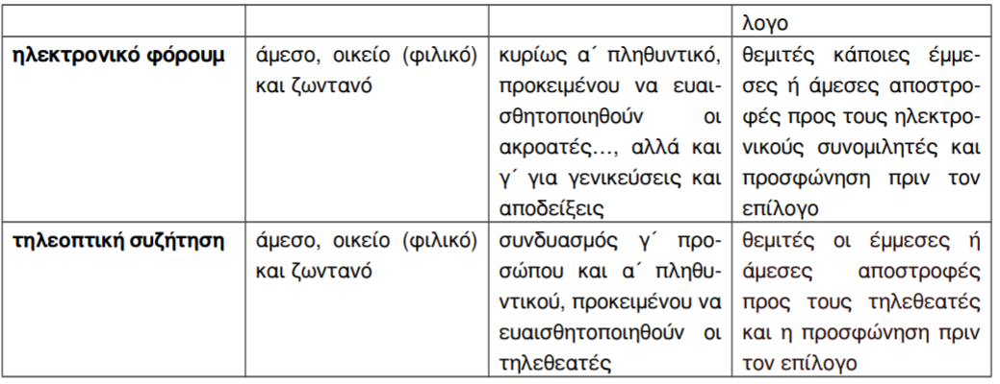 λογο
ηλεκτρονικό φόρουμ
άμεσο, οικείο (φιλικό)
και ζωντανό
κυρίως α΄ πληθυντικό,
προκειμένου να ευαι-
σθητοποιηθούν οι
ακροατές…, αλλά και
γ΄ για γενικεύσεις και
αποδείξεις
θεμιτές κάποιες έμμε-
σες ή άμεσες αποστρο-
φές προς τους ηλεκτρο-
νικούς συνομιλητές και
προσφώνηση πριν τον
επίλογο
τηλεοπτική συζήτηση
άμεσο, οικείο (φιλικό)
και ζωντανό
συνδυασμός γ΄ προ-
σώπου και α΄ πληθυ-
ντικού, προκειμένου να
ευαισθητοποιηθούν οι
τηλεθεατές
θεμιτές οι έμμεσες ή
άμεσες αποστροφές
προς τους τηλεθεατές
και η προσφώνηση πριν
τον επίλογο